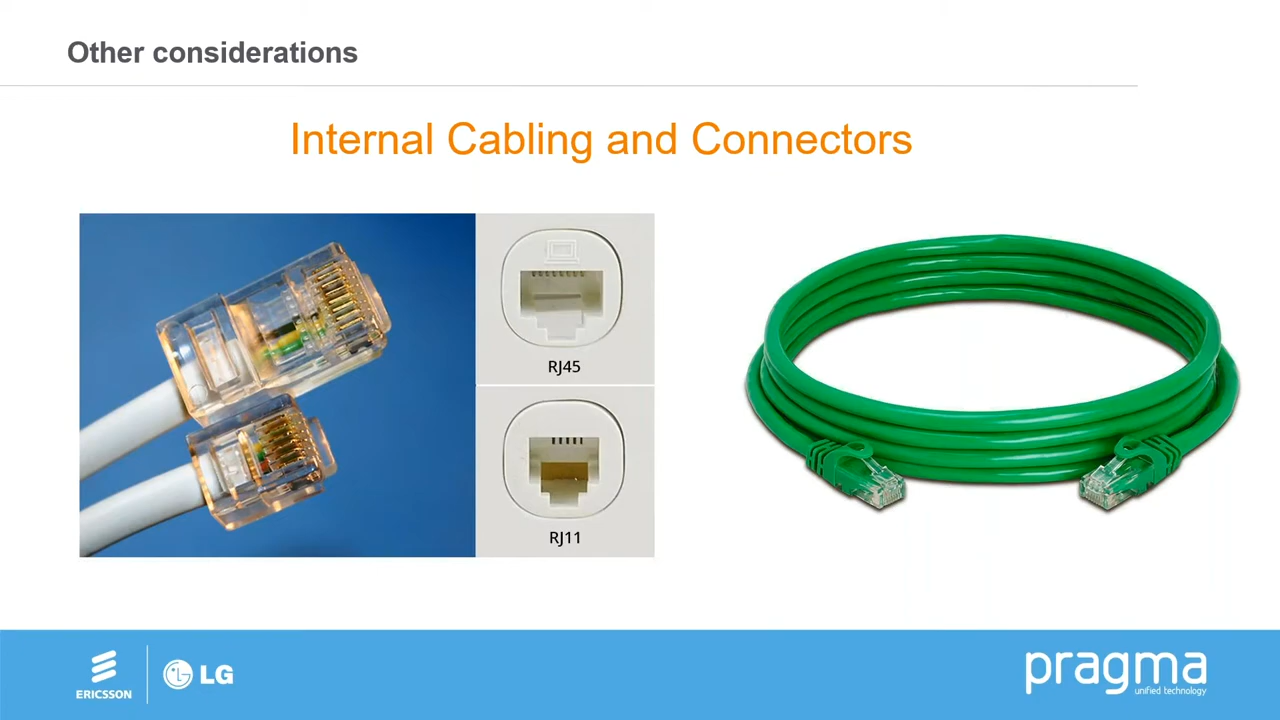 Other considerations
Internal Cabling and Connectors
RJ45
RJ11
ERICSSON
LG
pragma
unified technology